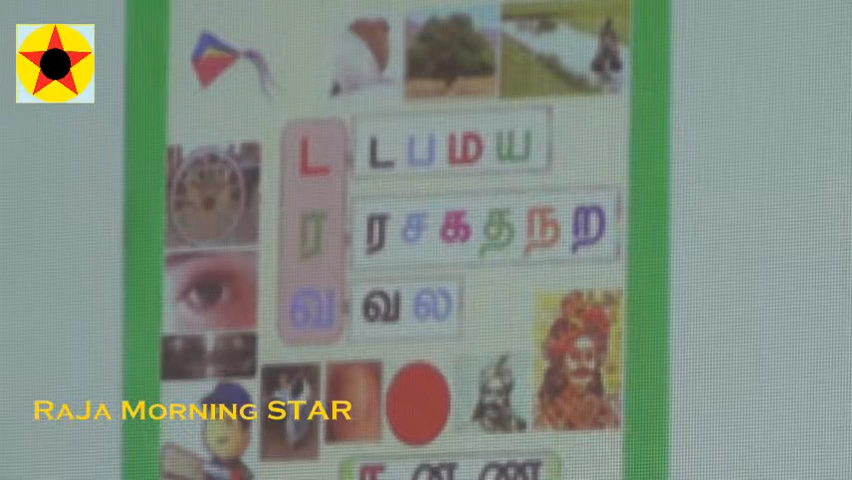 ட ட ப ம ய
ர ர ச க த ந ற
வ வ ல
RaJa Morning STAR